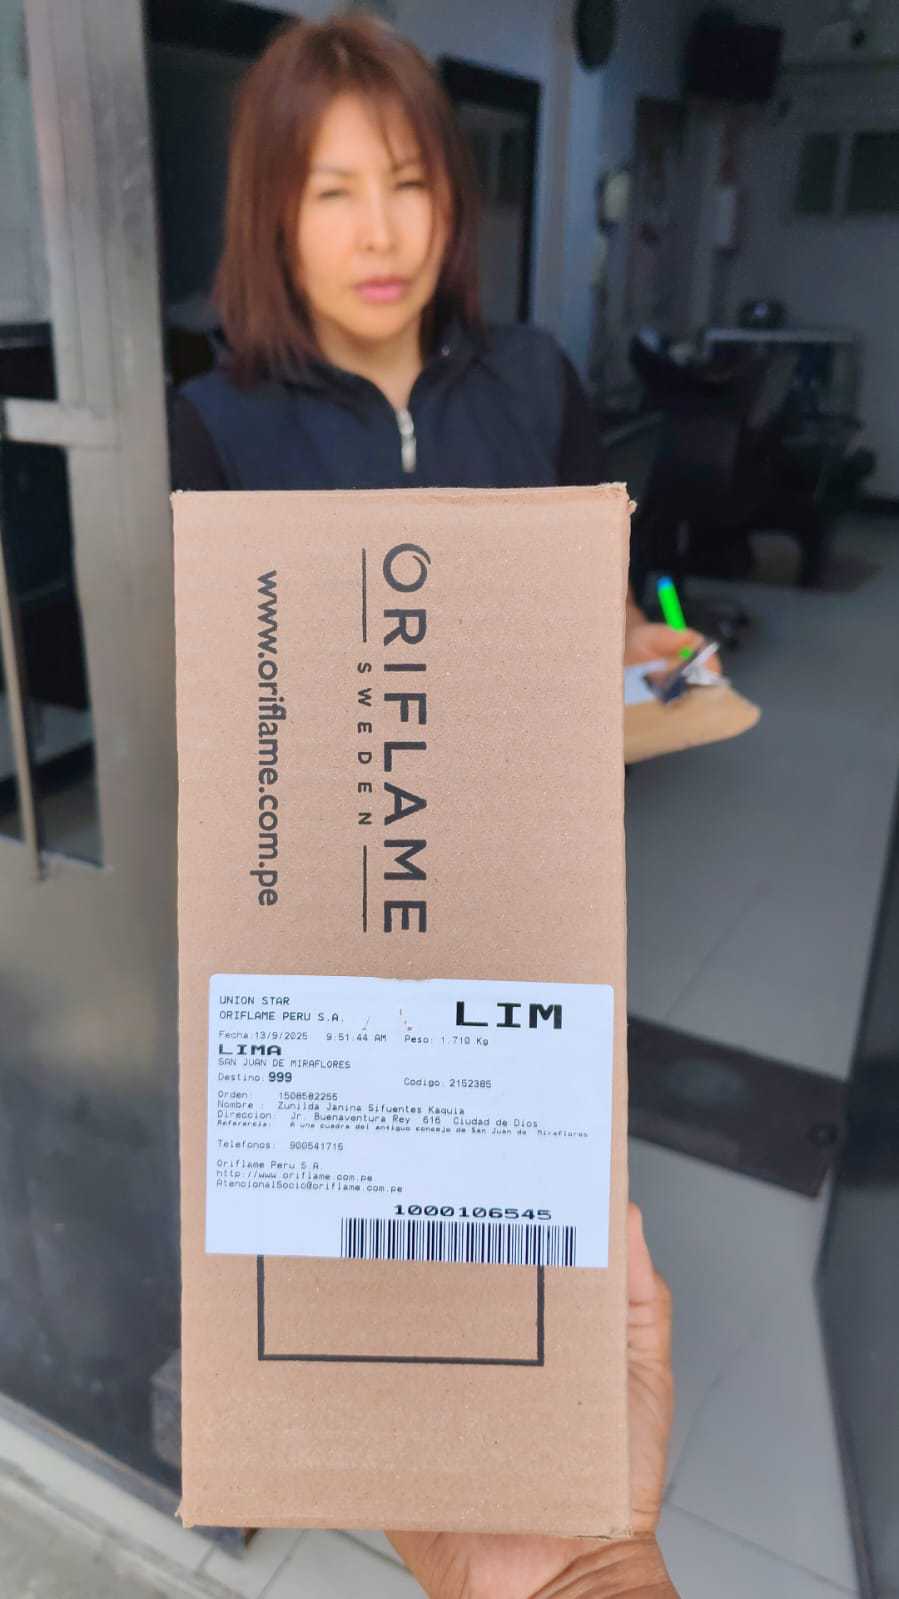 ORIFLAME
SWEDEN
www.oriflame.com.pe
UNION STAR
ORIFLAME PERU S.A.
LIM
Fecha:13/9/2025 9:51:44 AM Peso: 1.710 Kg
LIMA
SAN JUAN DE MIRAFLORES
Destino: 999 Codigo: 2152385
Orden: 1508582255
Nombre : Zunilda Janina Sifuentes Kaquia
Direccion: Jr. Buenaventura Rey 616 Ciudad de Dios
Referencia: A una cuadra del antiguo concejo de San Juan de Miraflores
Telefonos: 900541715
Oriflame Peru S.A.
http://www.oriflame.com.pe
AtencionalSocio@oriflame.com.pe
1000106545